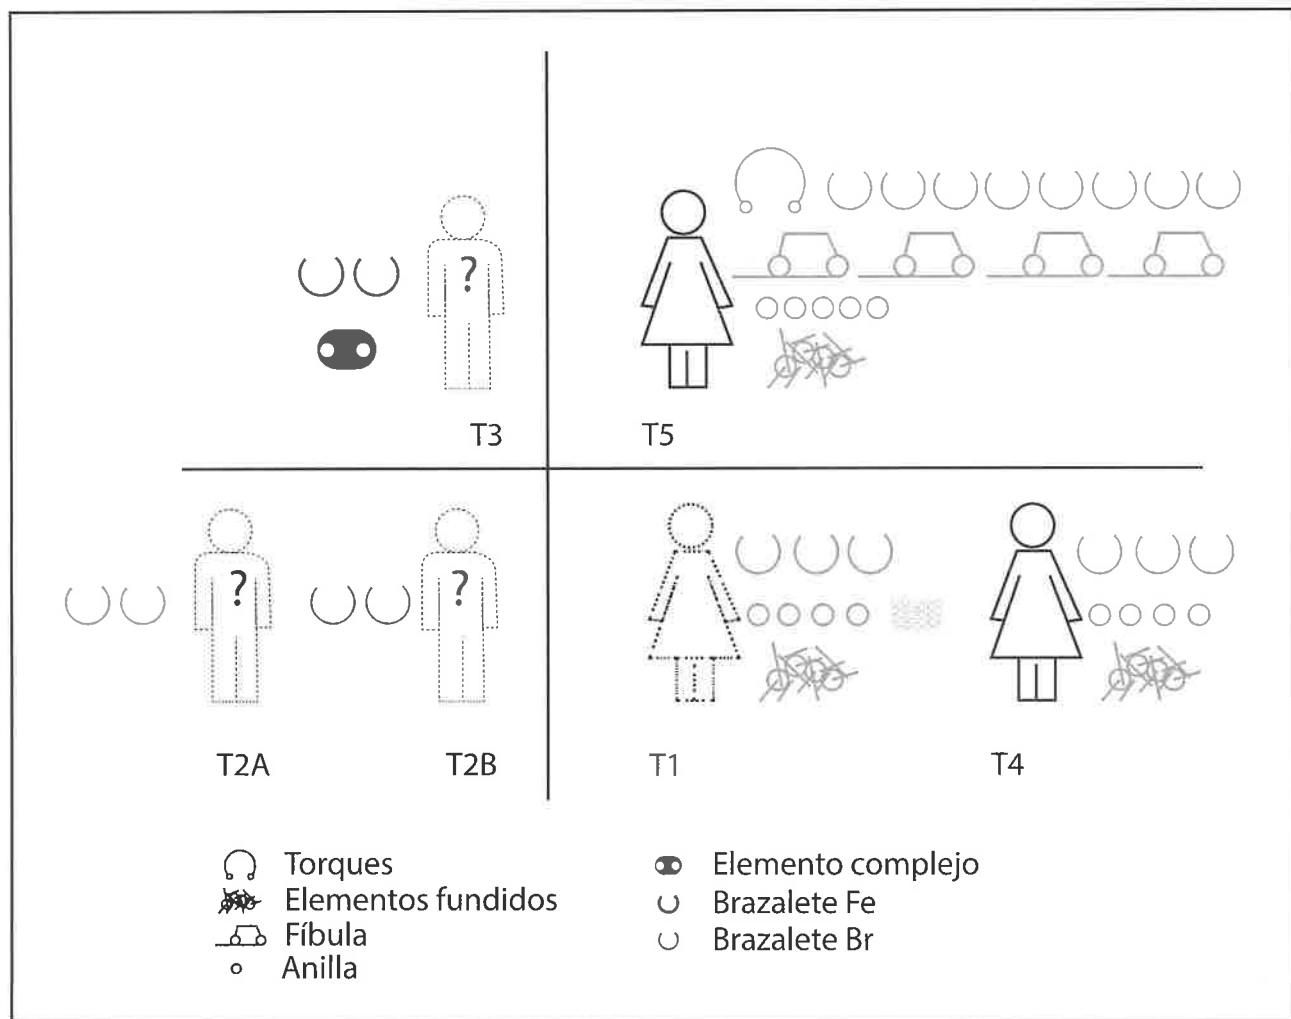 ?
T3
T5
?
?
T2A
T2B
T1
T4
Torques
Elementos fundidos
Fíbula
Anilla
Elemento complejo
Brazalete Fe
Brazalete Br